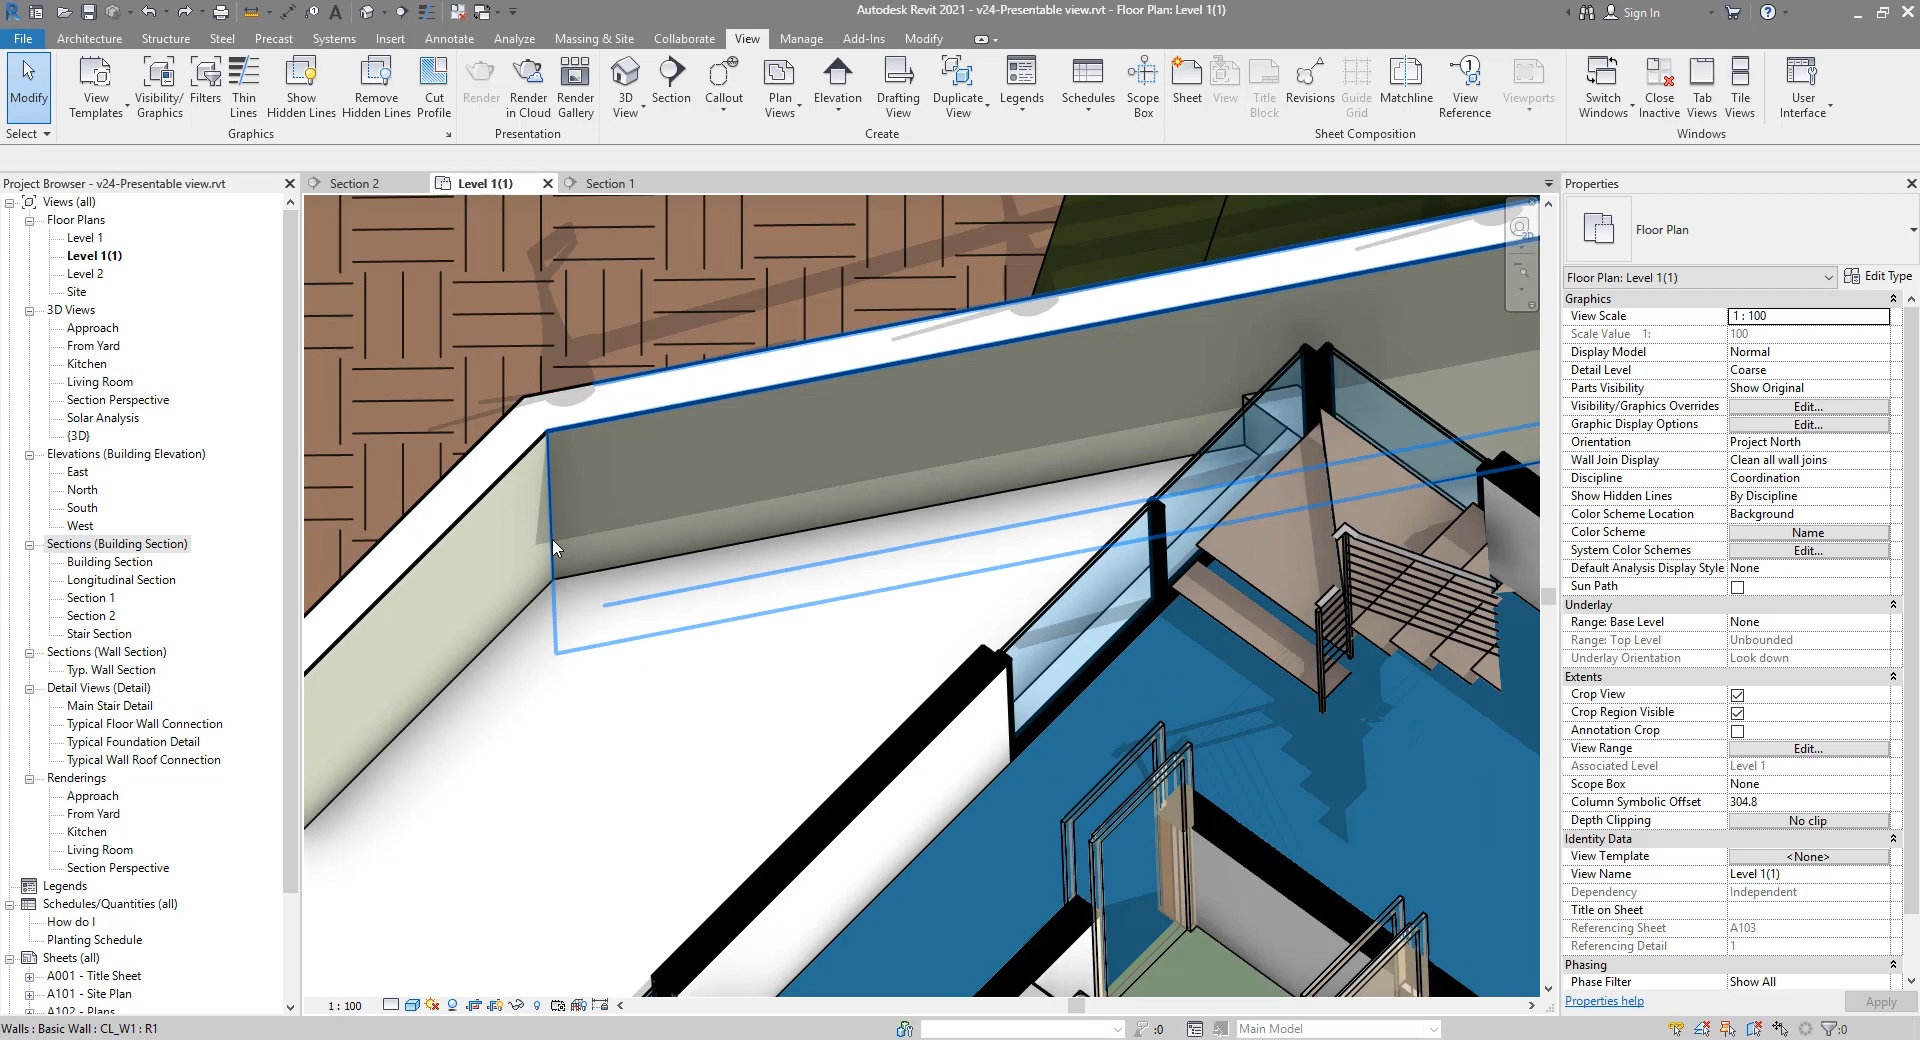 Autodesk Revit 2021 - v24-Presentable view.rvt - Floor Plan: Level 1(1)
Sign In
File Architecture Structure Steel Precast Systems Insert Annotate Analyze Massing & Site Collaborate View Manage Add-Ins Modify
Modify
View Templates
Visibility/ Graphics
Filters
Thin Lines
Show Hidden Lines
Remove Hidden Lines
Cut Profile
Render
Render in Cloud
Render Gallery
3D View
Section
Callout
Plan Views
Elevation
Drafting View
Duplicate View
Legends
Schedules
Scope Box
Sheet
View
Title Block
Revisions
Guide Grid
Matchline
View Reference
Viewports
Switch Windows
Close Inactive
Tab Views
Tile Views
User Interface
Select Graphics Presentation Create Sheet Composition Windows
Project Browser - v24-Presentable view.rvt
Views (all)
Floor Plans
Level 1
Level 1(1)
Level 2
Site
3D Views
Approach
From Yard
Kitchen
Living Room
Section Perspective
Solar Analysis
{3D}
Elevations (Building Elevation)
East
North
South
West
Sections (Building Section)
Building Section
Longitudinal Section
Section 1
Section 2
Stair Section
Sections (Wall Section)
Typ. Wall Section
Detail Views (Detail)
Main Stair Detail
Typical Floor Wall Connection
Typical Foundation Detail
Typical Wall Roof Connection
Renderings
Approach
From Yard
Kitchen
Living Room
Section Perspective
Legends
Schedules/Quantities (all)
How do I
Planting Schedule
Sheets (all)
A001 - Title Sheet
A101 - Site Plan
A102 - Plans
Section 2 Level 1(1) Section 1
2D
1 : 100
Properties
Floor Plan
Floor Plan: Level 1(1) Edit Type
Graphics
View Scale 1 : 100
Scale Value 1: 100
Display Model Normal
Detail Level Coarse
Parts Visibility Show Original
Visibility/Graphics Overrides Edit...
Graphic Display Options Edit...
Orientation Project North
Wall Join Display Clean all wall joins
Discipline Coordination
Show Hidden Lines By Discipline
Color Scheme Location Background
Color Scheme Name
System Color Schemes Edit...
Default Analysis Display Style None
Sun Path
Underlay
Range: Base Level None
Range: Top Level Unbounded
Underlay Orientation Look down
Extents
Crop View
Crop Region Visible
Annotation Crop
View Range Edit...
Associated Level Level 1
Scope Box None
Column Symbolic Offset 304.8
Depth Clipping No clip
Identity Data
View Template <None>
View Name Level 1(1)
Dependency Independent
Title on Sheet
Referencing Sheet A103
Referencing Detail 1
Phasing
Phase Filter Show All
Properties help Apply
Walls : Basic Wall : CL_W1 : R1
:0
Main Model
:0